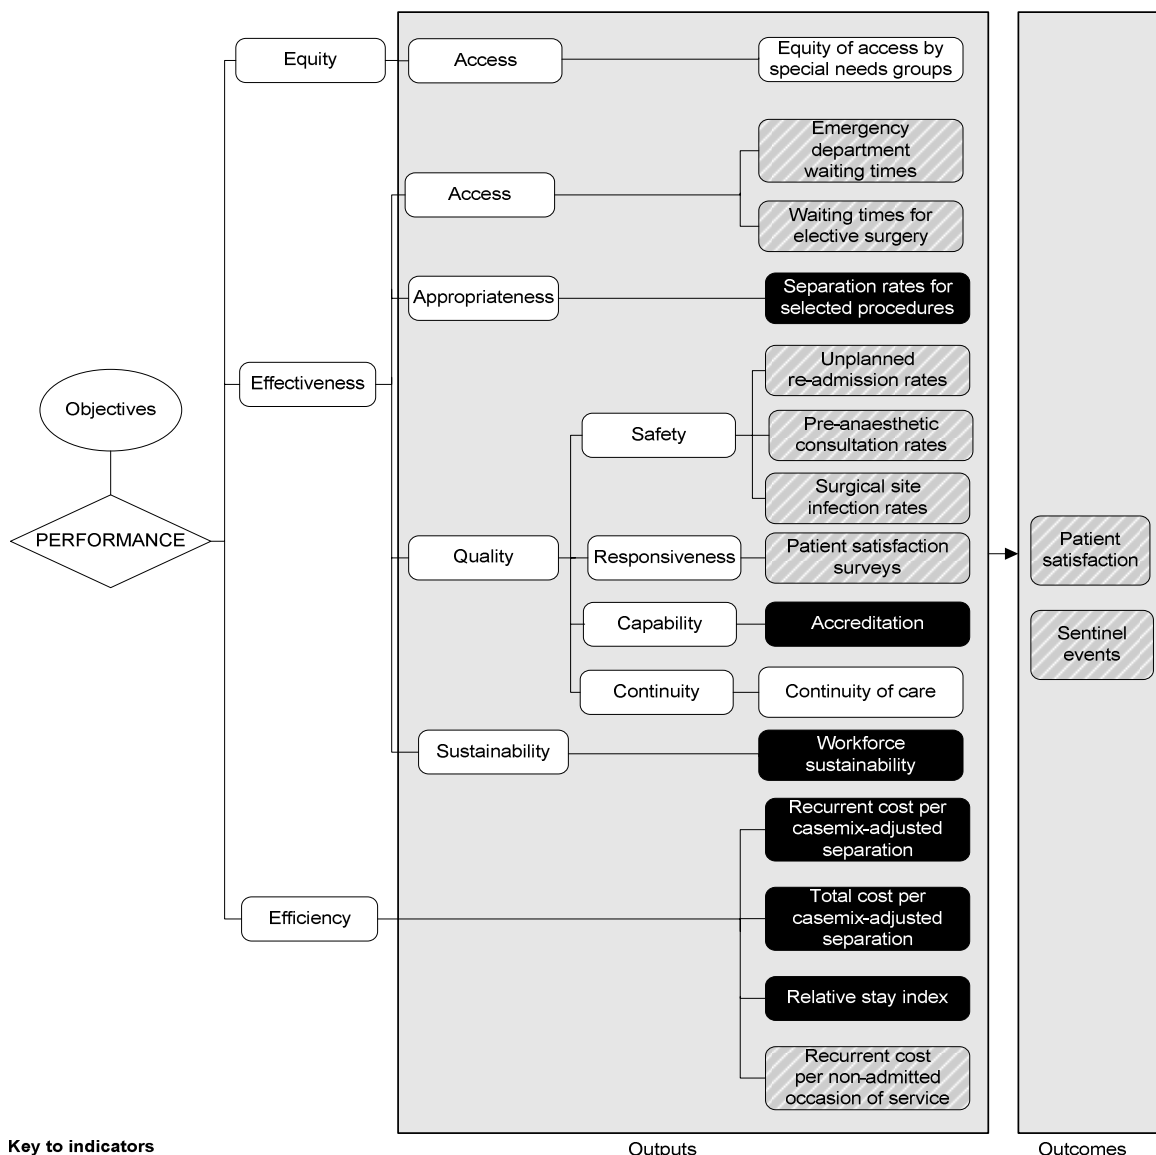 Equity
Access
Equity of access by
special needs groups
Emergency
department
waiting times
Access
Waiting times for
elective surgery
Appropriateness
Separation rates for
selected procedures
Objectives
PERFORMANCE
Effectiveness
Unplanned
re-admission rates
Safety
Pre-anaesthetic
consultation rates
Surgical site
infection rates
Quality
Responsiveness
Patient satisfaction
surveys
Capability
Accreditation
Continuity
Continuity of care
Sustainability
Workforce
sustainability
Efficiency
Recurrent cost per
casemix-adjusted
separation
Total cost per
casemix-adjusted
separation
Relative stay index
Recurrent cost
per non-admitted
occasion of service
Patient
satisfaction
Sentinel
events
Key to indicators
Outputs
Outcomes